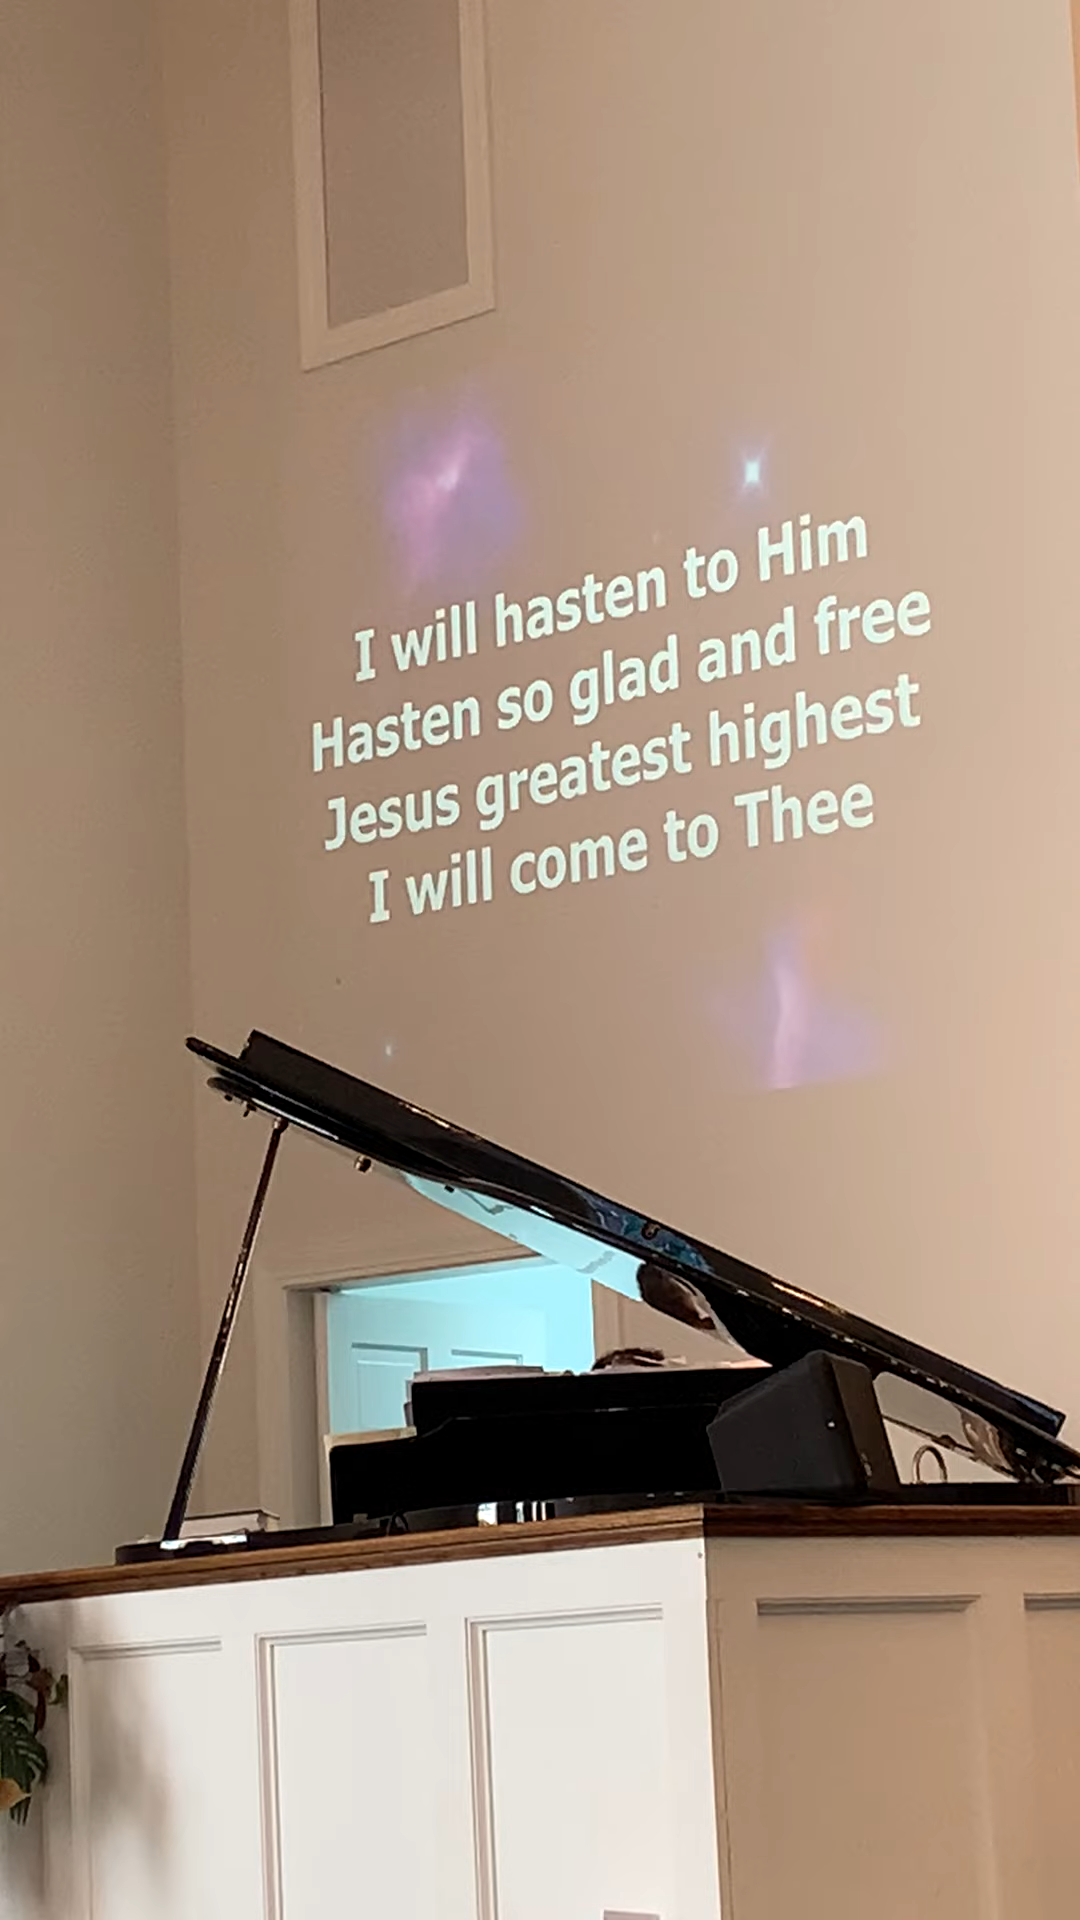 I will hasten to Him
Hasten so glad and free
Jesus greatest highest
I will come to Thee